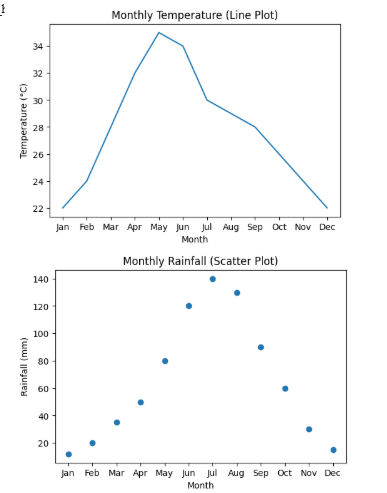 Monthly Temperature (Line Plot)
34
32
30
28
26
24
22
Temperature (°C)
Jan Feb Mar Apr May Jun Jul Aug Sep Oct Nov Dec
Month
Monthly Rainfall (Scatter Plot)
140
120
100
80
60
40
20
Rainfall (mm)
Jan Feb Mar Apr May Jun Jul Aug Sep Oct Nov Dec
Month